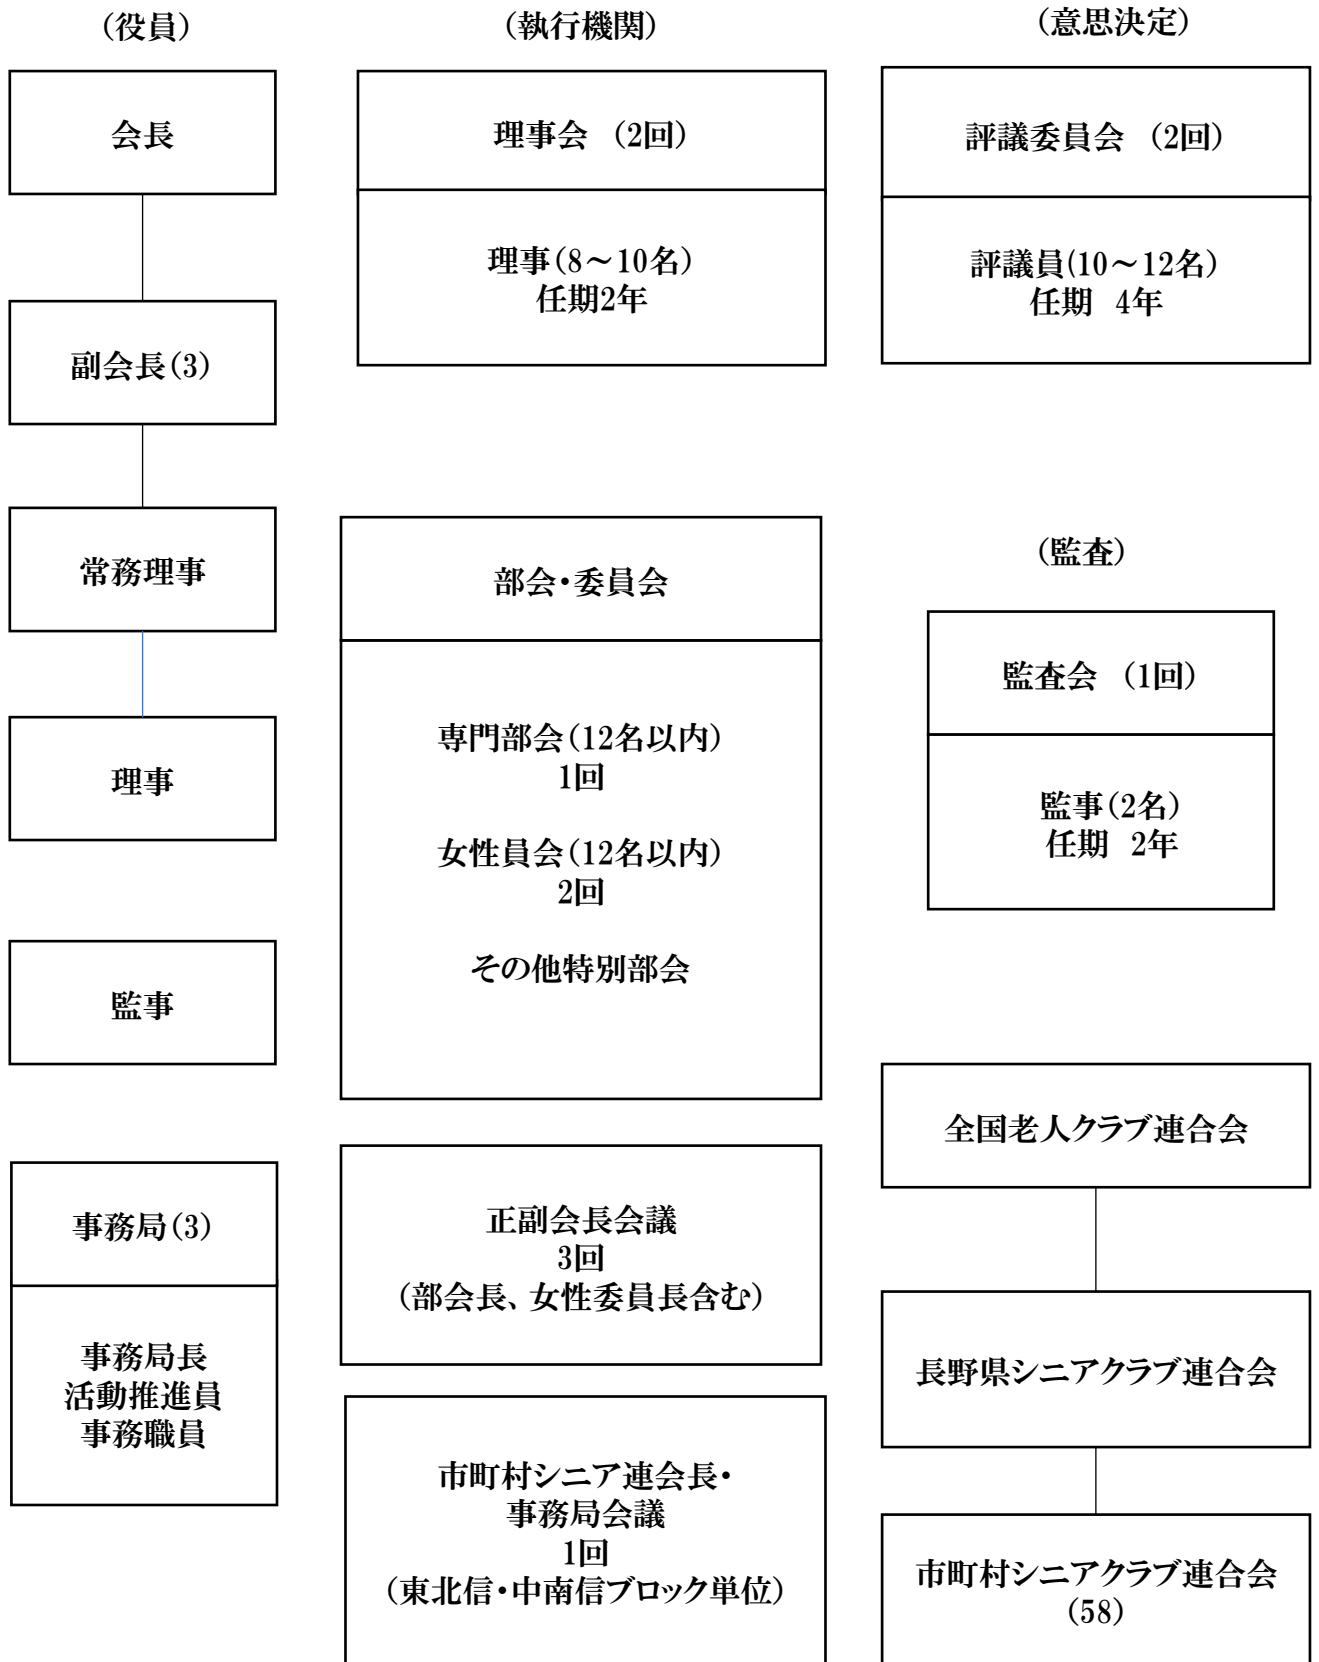 (役員)
会長
副会長(3)
常務理事
理事
監事
事務局(3)
事務局長
活動推進員
事務職員
(執行機関)
理事会 (2回)
理事(8～10名)
任期2年
部会・委員会
専門部会(12名以内)
1回
女性員会(12名以内)
2回
その他特別部会
正副会長会議
3回
(部会長、女性委員長含む)
市町村シニア連会長・
事務局会議
1回
(東北信・中南信ブロック単位)
(意思決定)
評議委員会 (2回)
評議員(10～12名)
任期 4年
(監査)
監査会 (1回)
監事(2名)
任期 2年
全国老人クラブ連合会
長野県シニアクラブ連合会
市町村シニアクラブ連合会
(58)